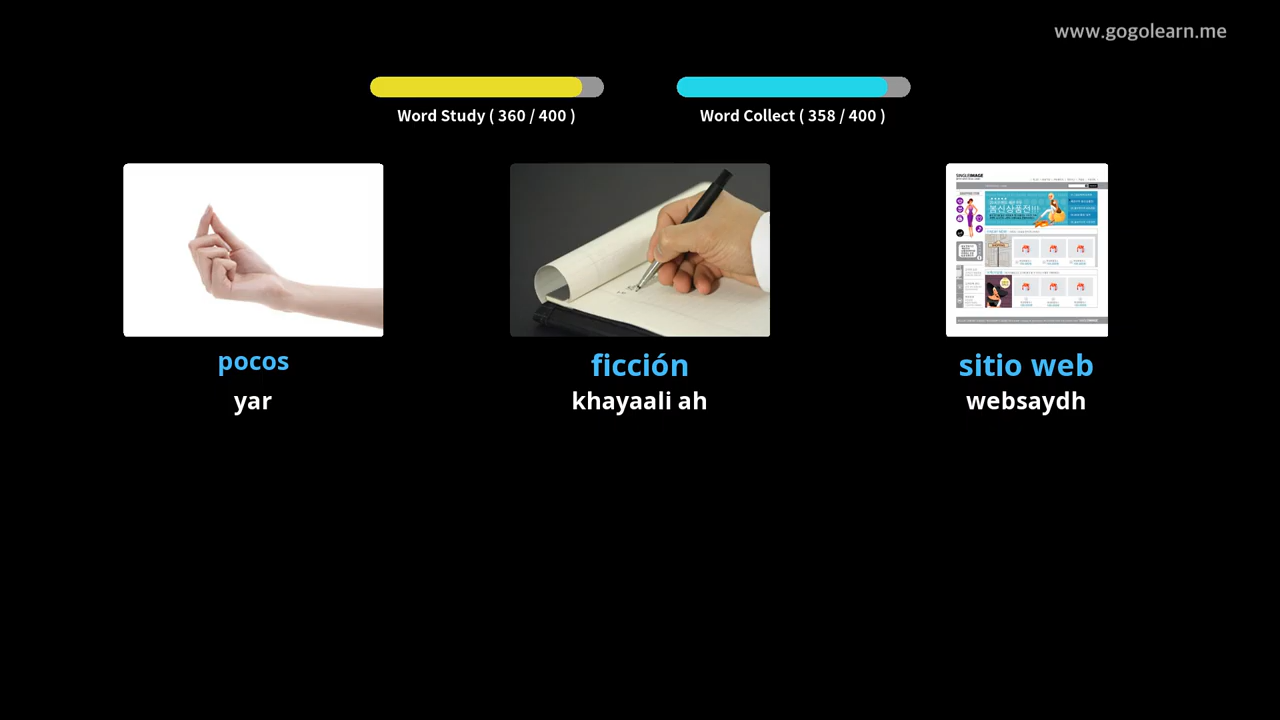 www.gogolearn.me
Word Study ( 360 / 400 )
Word Collect ( 358 / 400 )
pocos
ficción
sitio web
yar
khayaali ah
websaydh